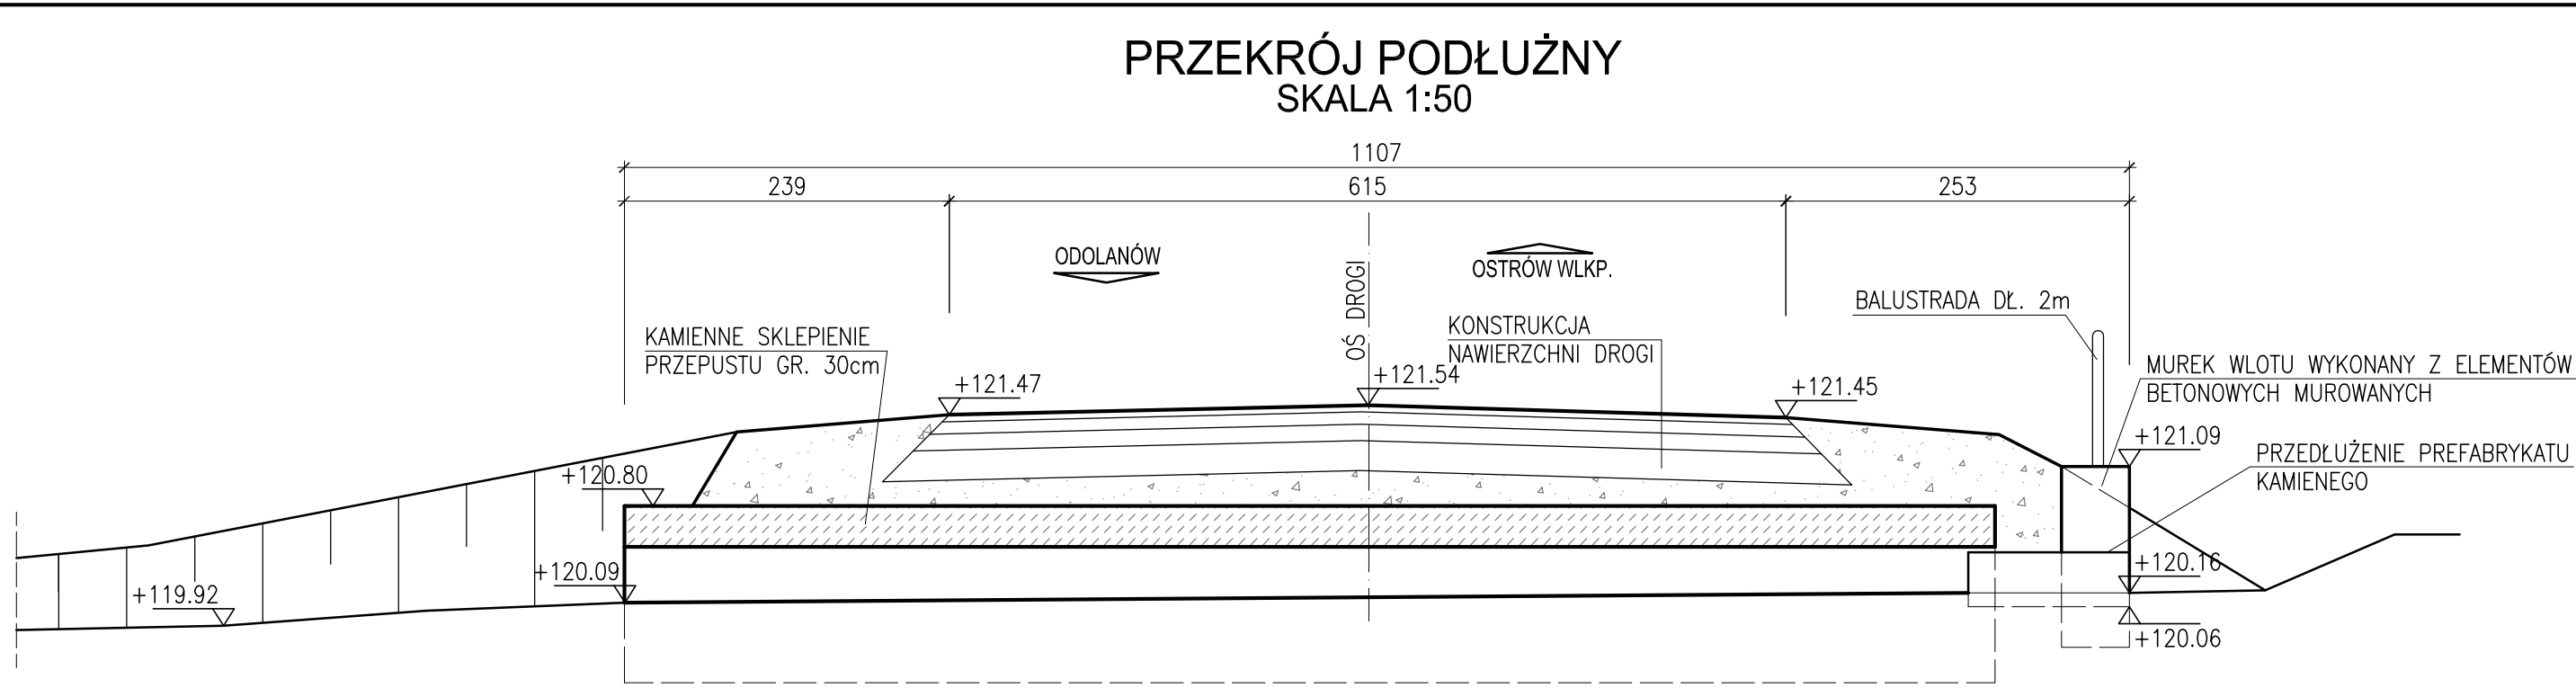 PRZEKRÓJ PODŁUŻNY
SKALA 1:50
1107
239
615
253
ODOLANÓW
OSTRÓW WLKP.
OŚ DROGI
BALUSTRADA DŁ. 2m
KAMIENNE SKLEPIENIE
PRZEPUSTU GR. 30cm
KONSTRUKCJA
NAWIERZCHNI DROGI
MUREK WLOTU WYKONANY Z ELEMENTÓW
BETONOWYCH MUROWANYCH
+121.47
+121.54
+121.45
+121.09
PRZEDŁUŻENIE PREFABRYKATU
KAMIENEGO
+120.80
+120.09
+119.92
+120.16
+120.06